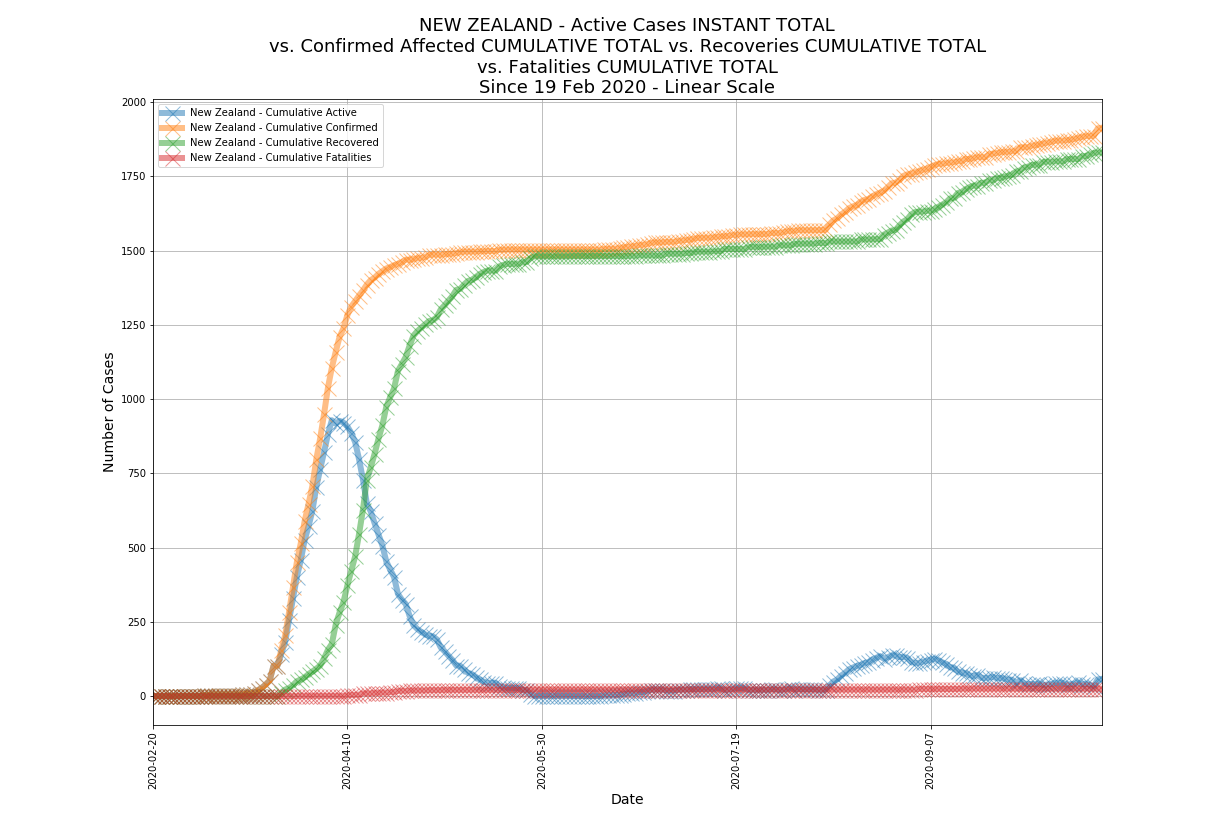 NEW ZEALAND - Active Cases INSTANT TOTAL
vs. Confirmed Affected CUMULATIVE TOTAL vs. Recoveries CUMULATIVE TOTAL
vs. Fatalities CUMULATIVE TOTAL
Since 19 Feb 2020 - Linear Scale
New Zealand - Cumulative Active
New Zealand - Cumulative Confirmed
New Zealand - Cumulative Recovered
New Zealand - Cumulative Fatalities
Number of Cases
2000
1750
1500
1250
1000
750
500
250
0
2020-02-20
2020-04-10
2020-05-30
2020-07-19
2020-09-07
Date